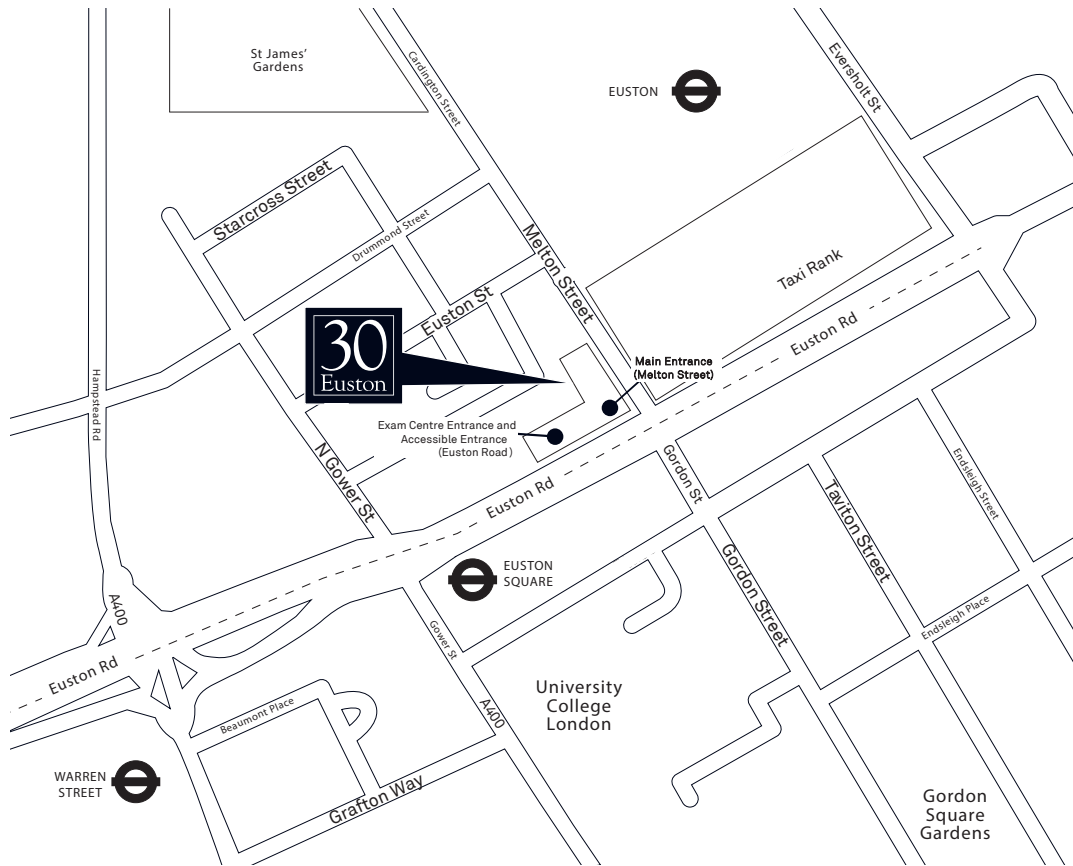 St James’
Gardens
Cardington Street
EUSTON
Eversholt St
Starcross Street
Drummond Street
Melton Street
Taxi Rank
Euston St
30
Euston
Euston Rd
Main Entrance
(Melton Street)
Hampstead Rd
Exam Centre Entrance and
Accessible Entrance
(Euston Road)
N Gower St
Gordon St
Endsleigh Street
Euston Rd
Taviton Street
EUSTON
SQUARE
Gordon Street
A400
Gower St
Endsleigh Place
Euston Rd
University
College
London
A400
Beaumont Place
WARREN
STREET
Grafton Way
Gordon
Square
Gardens